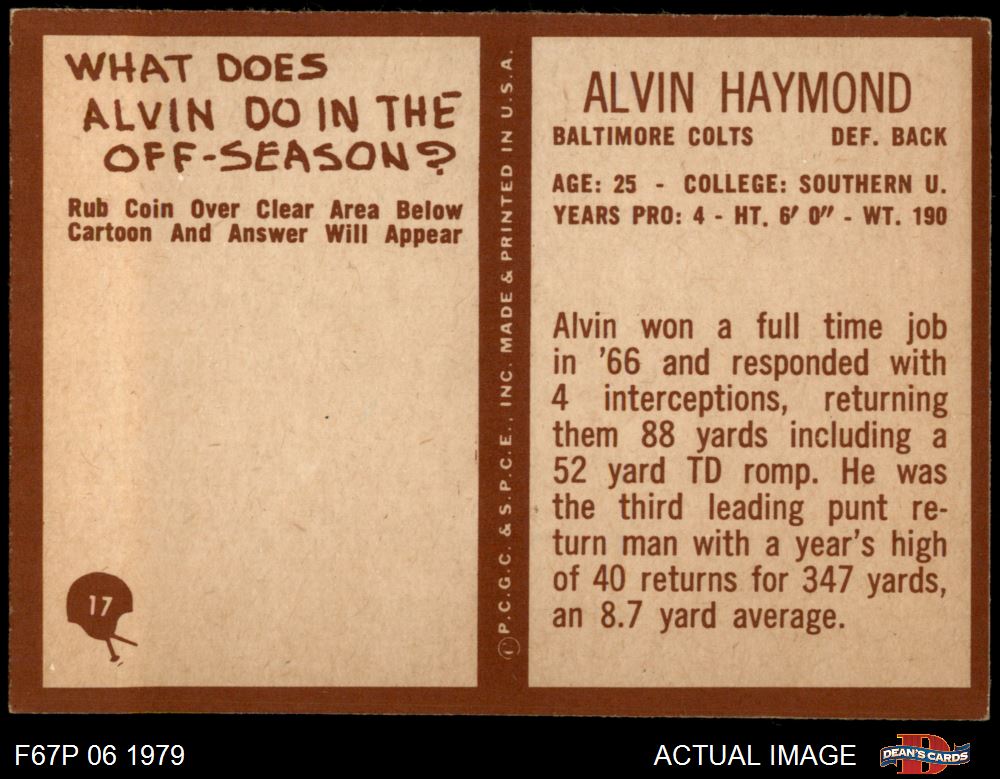 WHAT DOES
ALVIN DO IN THE
OFF-SEASON?
Rub Coin Over Clear Area Below
Cartoon And Answer Will Appear
17
© P.C.G.C. & S.P.C.E., INC. MADE & PRINTED IN U.S.A.
ALVIN HAYMOND
BALTIMORE COLTS DEF. BACK
AGE: 25 - COLLEGE: SOUTHERN U.
YEARS PRO: 4 - HT. 6' 0" - WT. 190
Alvin won a full time job
in '66 and responded with
4 interceptions, returning
them 88 yards including a
52 yard TD romp. He was
the third leading punt re-
turn man with a year's high
of 40 returns for 347 yards,
an 8.7 yard average.
F67P 06 1979
ACTUAL IMAGE
DEAN'S CARDS